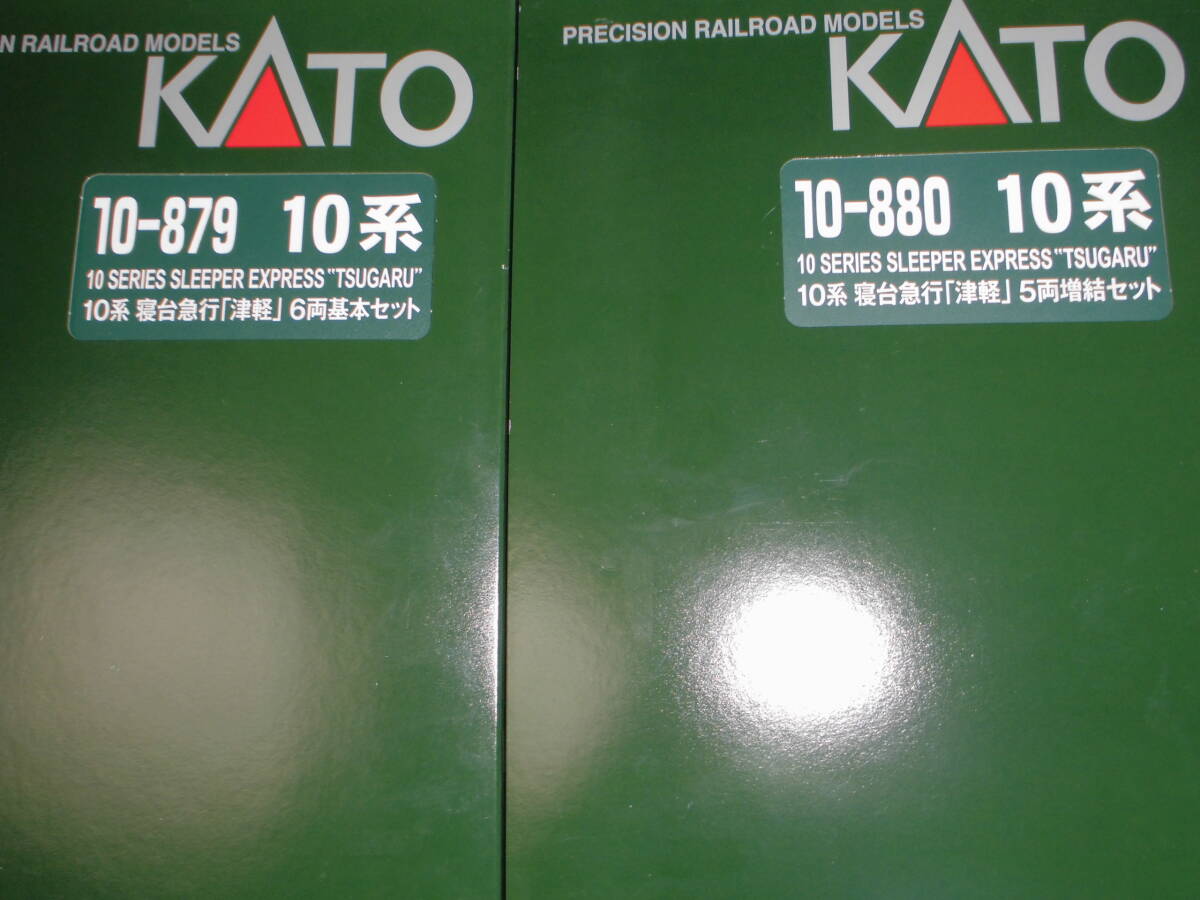 N RAILROAD MODELS
KATO
10-879 10系
10 SERIES SLEEPER EXPRESS "TSUGARU"
10系 寝台急行「津軽」 6両基本セット
PRECISION RAILROAD MODELS
KATO
10-880 10系
10 SERIES SLEEPER EXPRESS "TSUGARU"
10系 寝台急行「津軽」 5両増結セット